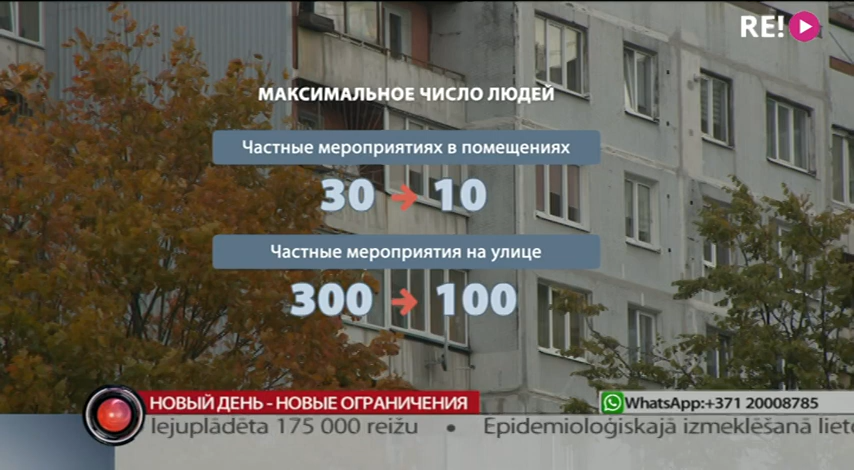 RE!
МАКСИМАЛЬНОЕ ЧИСЛО ЛЮДЕЙ
Частные мероприятиях в помещениях
30 → 10
Частные мероприятия на улице
300 → 100
НОВЫЙ ДЕНЬ - НОВЫЕ ОГРАНИЧЕНИЯ
WhatsApp:+371 20008785
lejuplādēta 175 000 reižu • Epidemioloģiskajā izmeklēšanā liet